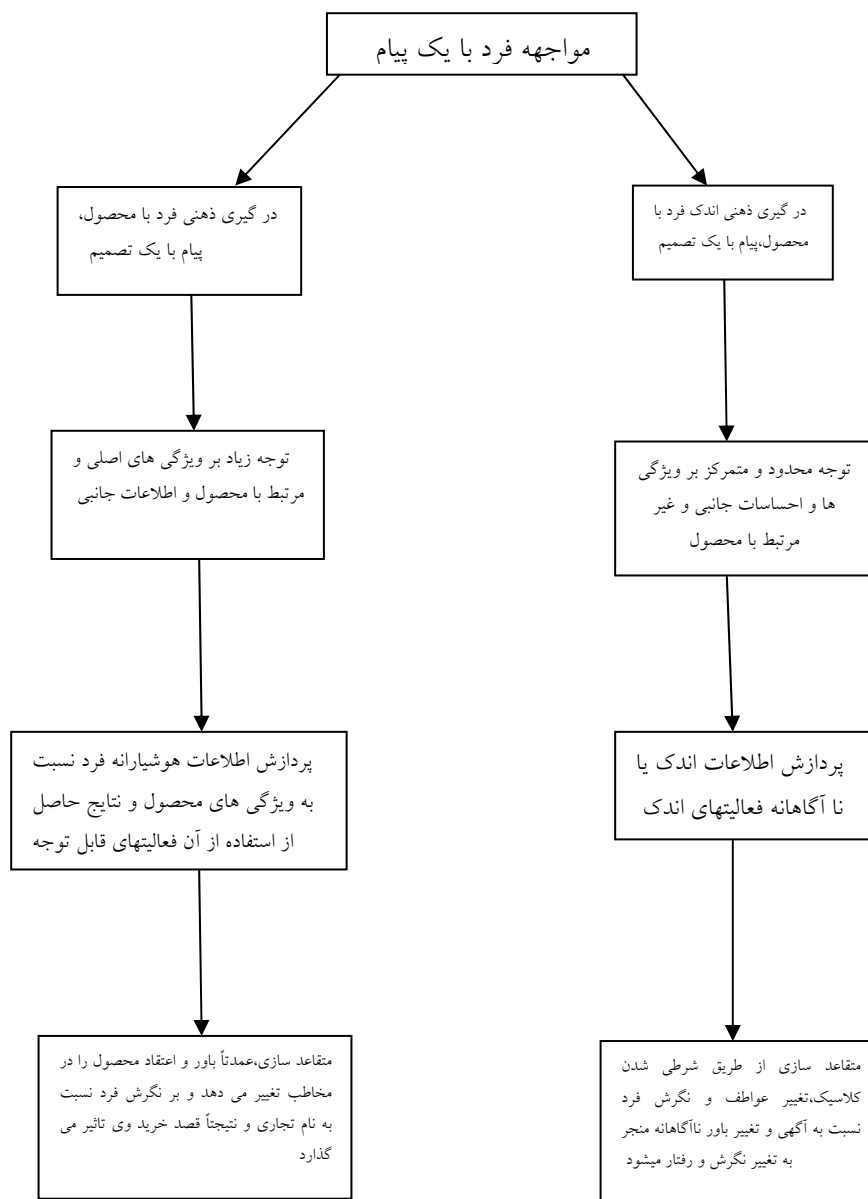 مواجهه فرد با یک پیام
در گیری ذهنی اندک فرد با
محصول،پیام با یک تصمیم
در گیری ذهنی فرد با محصول،
پیام با یک تصمیم
توجه محدود و متمرکز بر ویژگی
ها و احساسات جانبی و غیر
مرتبط با محصول
توجه زیاد بر ویژگی های اصلی و
مرتبط با محصول و اطلاعات جانبی
پردازش اطلاعات اندک یا
نا آگاهانه فعالیتهای اندک
پردازش اطلاعات هوشیارانه فرد نسبت
به ویژگی های محصول و نتایج حاصل
از استفاده از آن فعالیتهای قابل توجه
متقاعد سازی از طریق شرطی شدن
کلاسیک،تغییر عواطف و نگرش فرد
نسبت به آگهی و تغییر باور ناآگاهانه منجر
به تغییر نگرش و رفتار میشود
متقاعد سازی،عمدتاً باور و اعتقاد محصول را در
مخاطب تغییر می دهد و بر نگرش فرد نسبت
به نام تجاری و نتیجتاً قصد خرید وی تاثیر می
گذارد